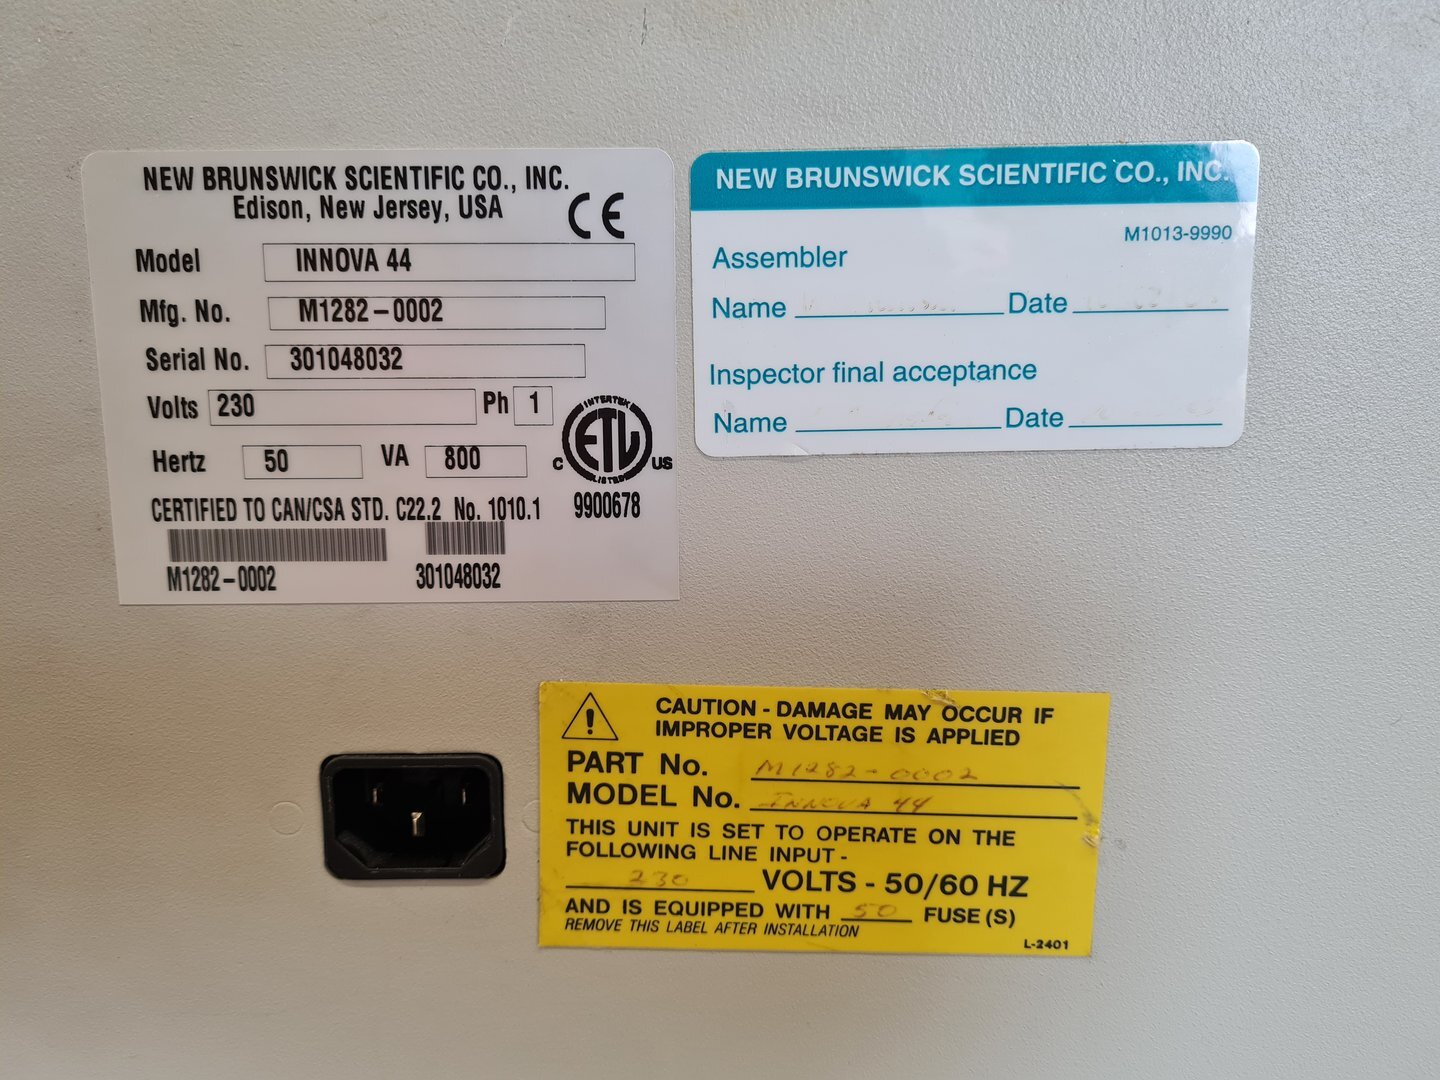 NEW BRUNSWICK SCIENTIFIC CO., INC.
Edison, New Jersey, USA
CE
Model INNOVA 44
Mfg. No. M1282-0002
Serial No. 301048032
Volts 230 Ph 1
Hertz 50 VA 800
INTERTEK
ETL
LISTED
C US
CERTIFIED TO CAN/CSA STD. C22.2 No. 1010.1 9900678
M1282-0002 301048032
NEW BRUNSWICK SCIENTIFIC CO., INC.
M1013-9990
Assembler
Name Date
Inspector final acceptance
Name Date
CAUTION - DAMAGE MAY OCCUR IF
IMPROPER VOLTAGE IS APPLIED
PART No. M1282-0002
MODEL No. INNOVA 44
THIS UNIT IS SET TO OPERATE ON THE
FOLLOWING LINE INPUT -
230 VOLTS - 50/60 HZ
AND IS EQUIPPED WITH 50 FUSE (S)
REMOVE THIS LABEL AFTER INSTALLATION
L-2401